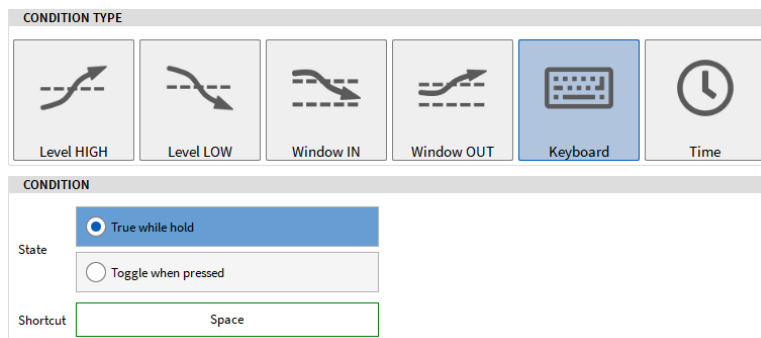 CONDITION TYPE
Level HIGH Level LOW Window IN Window OUT Keyboard Time
CONDITION
State
True while hold
Toggle when pressed
Shortcut Space